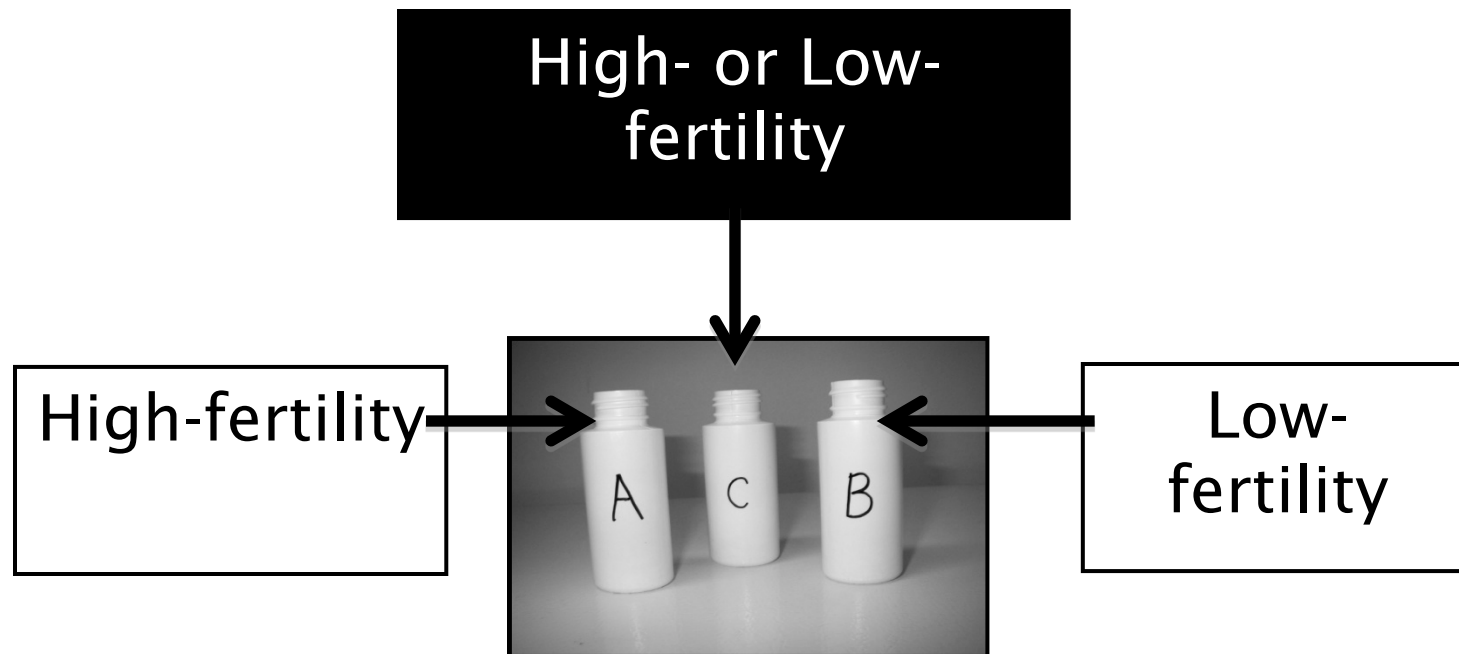 High- or Low-
fertility
High-fertility
Low-
fertility
A
C
B